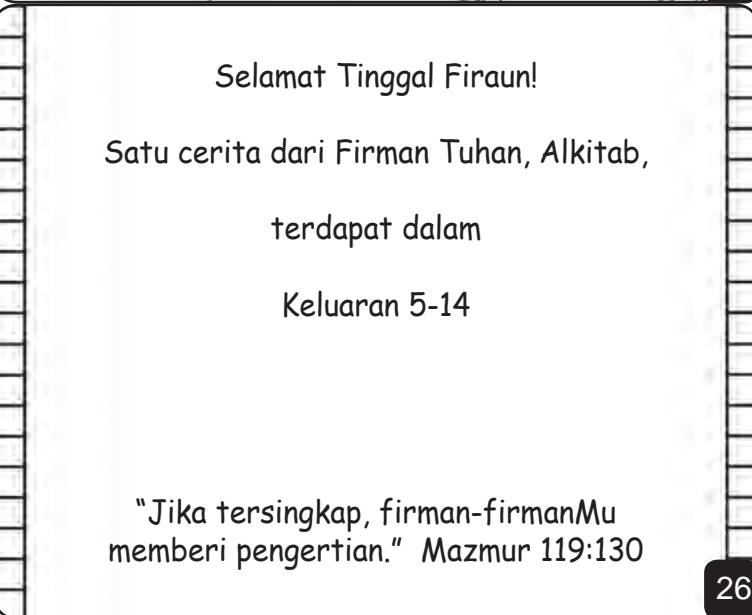 Selamat Tinggal Firaun!
Satu cerita dari Firman Tuhan, Alkitab,
terdapat dalam
Keluaran 5-14
“Jika tersingkap, firman-firmanMu
memberi pengertian.”  Mazmur 119:130
26